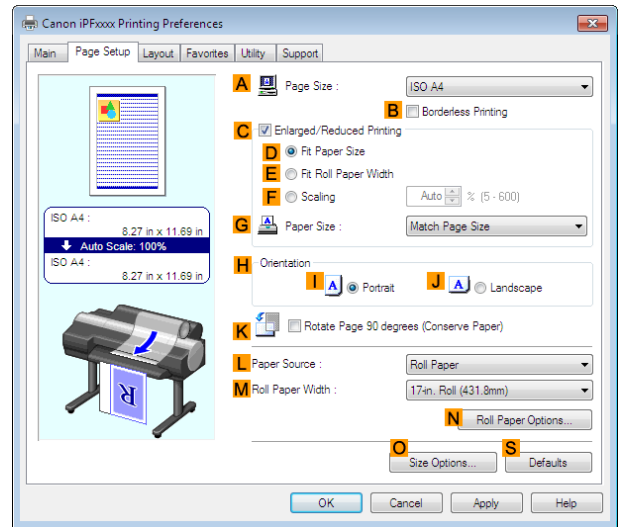 Canon iPFxxxx Printing Preferences
Main Page Setup Layout Favorites Utility Support
A Page Size : ISO A4
B Borderless Printing
C Enlarged/Reduced Printing
D Fit Paper Size
E Fit Roll Paper Width
F Scaling Auto % (5 - 600)
ISO A4 :
8.27 in x 11.69 in
Auto Scale: 100%
ISO A4 :
8.27 in x 11.69 in
G Paper Size : Match Page Size
H Orientation
I A Portrait J A Landscape
K Rotate Page 90 degrees (Conserve Paper)
L Paper Source : Roll Paper
M Roll Paper Width : 17-in. Roll (431.8mm)
R
N Roll Paper Options...
O Size Options... S Defaults
OK Cancel Apply Help